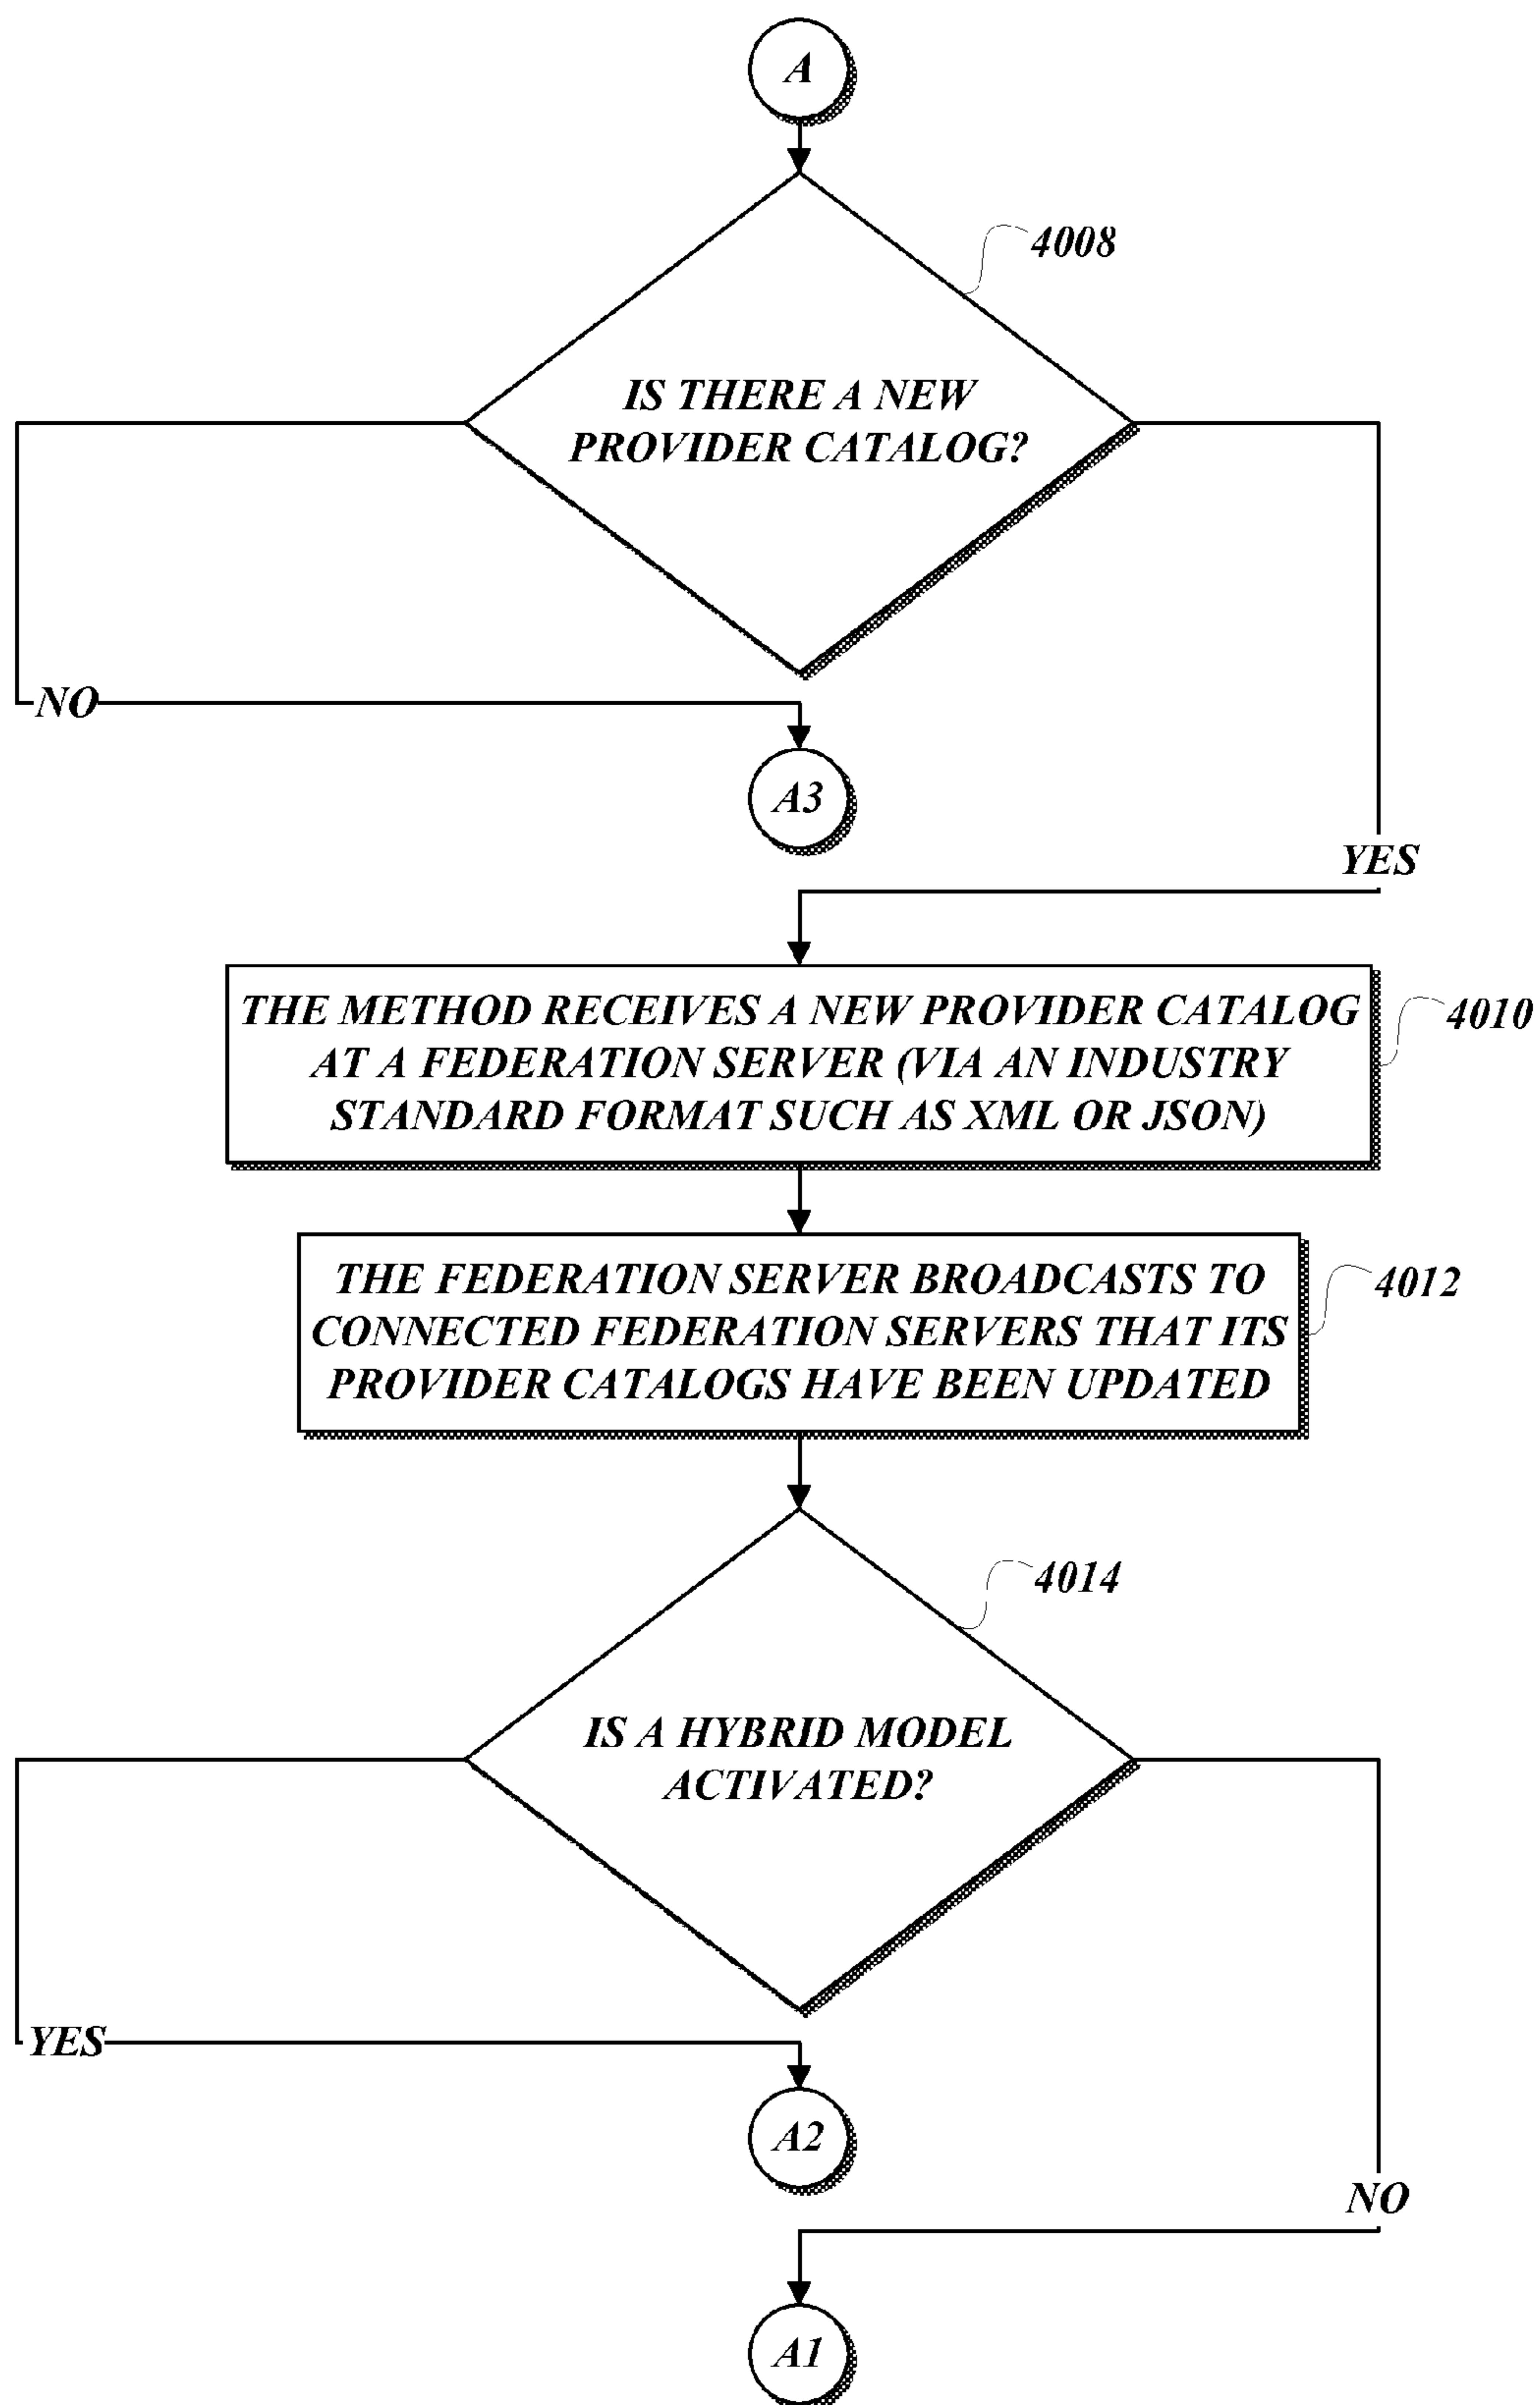 A
4008
IS THERE A NEW
PROVIDER CATALOG?
NO
A3
YES
THE METHOD RECEIVES A NEW PROVIDER CATALOG
AT A FEDERATION SERVER (VIA AN INDUSTRY
STANDARD FORMAT SUCH AS XML OR JSON)
4010
THE FEDERATION SERVER BROADCASTS TO
CONNECTED FEDERATION SERVERS THAT ITS
PROVIDER CATALOGS HAVE BEEN UPDATED
4012
4014
IS A HYBRID MODEL
ACTIVATED?
YES
A2
NO
A1